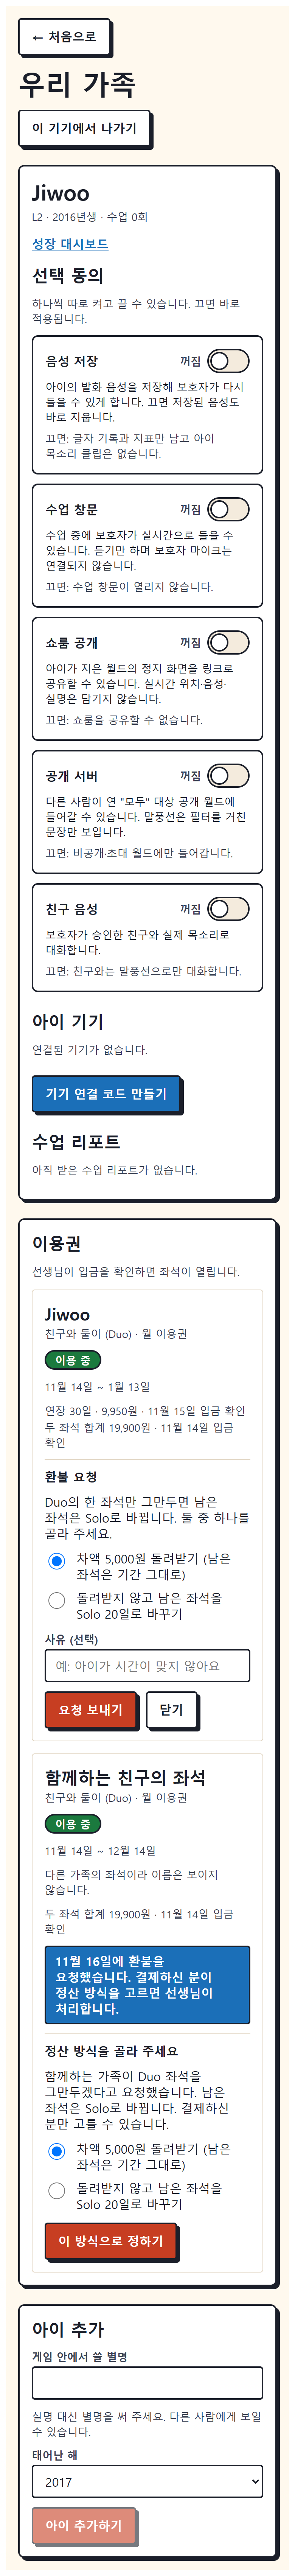 ← 처음으로
우리 가족
이 기기에서 나가기
Jiwoo
L2 · 2016년생 · 수업 0회
성장 대시보드
선택 동의
하나씩 따로 켜고 끌 수 있습니다. 끄면 바로
적용됩니다.
음성 저장 꺼짐
아이의 발화 음성을 저장해 보호자가 다시
들을 수 있게 합니다. 끄면 저장된 음성도
바로 지웁니다.
끄면: 글자 기록과 지표만 남고 아이
목소리 클립은 없습니다.
수업 창문 꺼짐
수업 중에 보호자가 실시간으로 들을 수
있습니다. 듣기만 하며 보호자 마이크는
연결되지 않습니다.
끄면: 수업 창문이 열리지 않습니다.
쇼룸 공개 꺼짐
아이가 지은 월드의 정지 화면을 링크로
공유할 수 있습니다. 실시간 위치·음성·
실명은 담기지 않습니다.
끄면: 쇼룸을 공유할 수 없습니다.
공개 서버 꺼짐
다른 사람이 연 "모두" 대상 공개 월드에
들어갈 수 있습니다. 말풍선은 필터를 거친
문장만 보입니다.
끄면: 비공개·초대 월드에만 들어갑니다.
친구 음성 꺼짐
보호자가 승인한 친구와 실제 목소리로
대화합니다.
끄면: 친구와는 말풍선으로만 대화합니다.
아이 기기
연결된 기기가 없습니다.
기기 연결 코드 만들기
수업 리포트
아직 받은 수업 리포트가 없습니다.
이용권
선생님이 입금을 확인하면 좌석이 열립니다.
Jiwoo
친구와 둘이 (Duo) · 월 이용권
이용 중
11월 14일 ~ 1월 13일
연장 30일 · 9,950원 · 11월 15일 입금 확인
두 좌석 합계 19,900원 · 11월 14일 입금
확인
환불 요청
Duo의 한 좌석만 그만두면 남은
좌석은 Solo로 바뀝니다. 둘 중 하나를
골라 주세요.
차액 5,000원 돌려받기 (남은
좌석은 기간 그대로)
돌려받지 않고 남은 좌석을
Solo 20일로 바꾸기
사유 (선택)
예: 아이가 시간이 맞지 않아요
요청 보내기 닫기
함께하는 친구의 좌석
친구와 둘이 (Duo) · 월 이용권
이용 중
11월 14일 ~ 12월 14일
다른 가족의 좌석이라 이름은 보이지
않습니다.
두 좌석 합계 19,900원 · 11월 14일 입금
확인
11월 16일에 환불을
요청했습니다. 결제하신 분이
정산 방식을 고르면 선생님이
처리합니다.
정산 방식을 골라 주세요
함께하는 가족이 Duo 좌석을
그만두겠다고 요청했습니다. 남은
좌석은 Solo로 바뀝니다. 결제하신
분만 고를 수 있습니다.
차액 5,000원 돌려받기 (남은
좌석은 기간 그대로)
돌려받지 않고 남은 좌석을
Solo 20일로 바꾸기
이 방식으로 정하기
아이 추가
게임 안에서 쓸 별명
실명 대신 별명을 써 주세요. 다른 사람에게 보일
수 있습니다.
태어난 해
2017
아이 추가하기